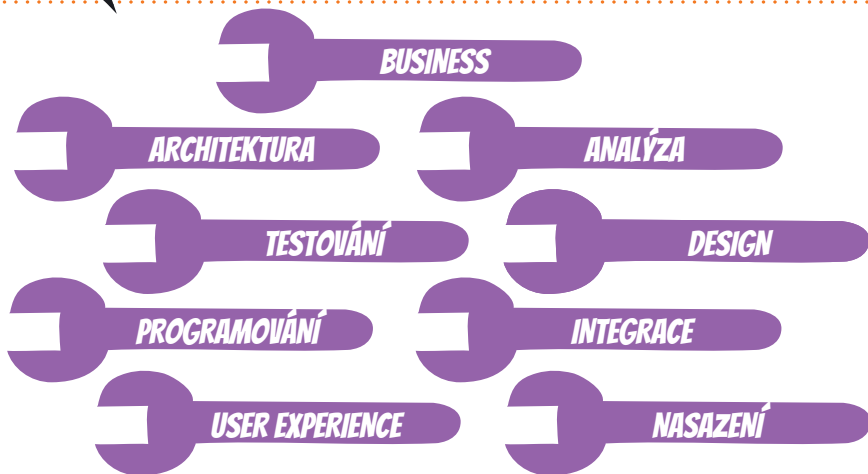 BUSINESS
ARCHITEKTURA
ANALÝZA
TESTOVÁNÍ
DESIGN
PROGRAMOVÁNÍ
INTEGRACE
USER EXPERIENCE
NASAZENÍ